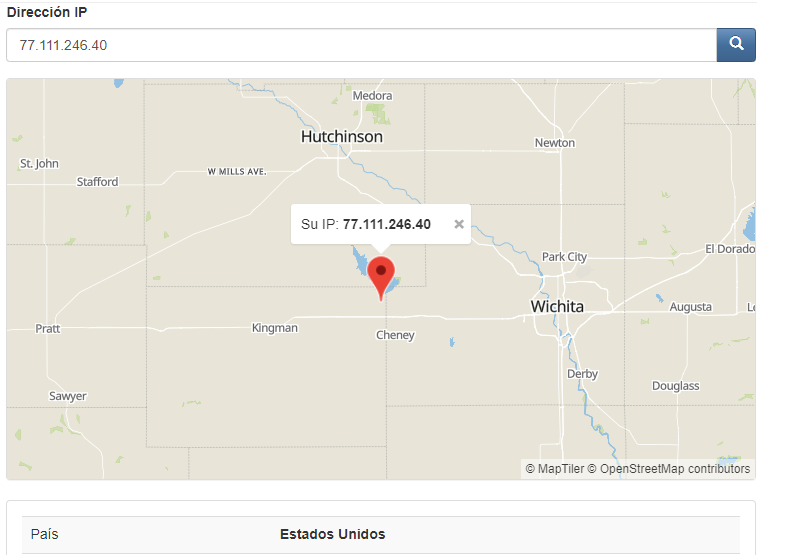 Dirección IP
77.111.246.40
Medora
Hutchinson
Newton
St. John
W MILLS AVE.
Stafford
Su IP: 77.111.246.40 ×
El Dorado
Park City
Wichita
Augusta
Pratt
Kingman
Cheney
Derby
Douglass
Sawyer
© MapTiler © OpenStreetMap contributors
País Estados Unidos